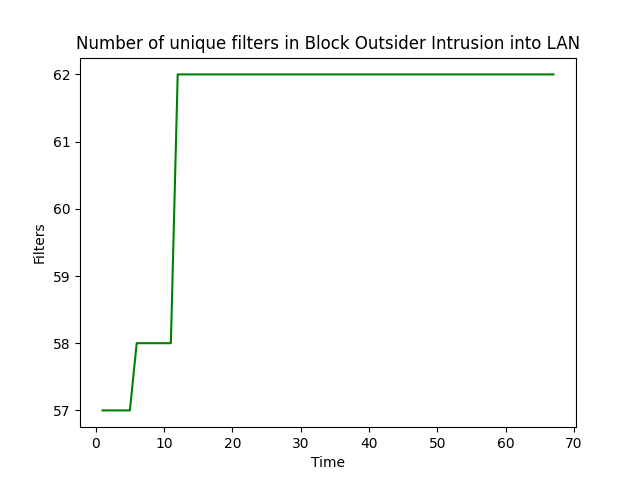 Number of unique filters in Block Outsider Intrusion into LAN
62
61
60
59
58
57
Filters
0 10 20 30 40 50 60 70
Time